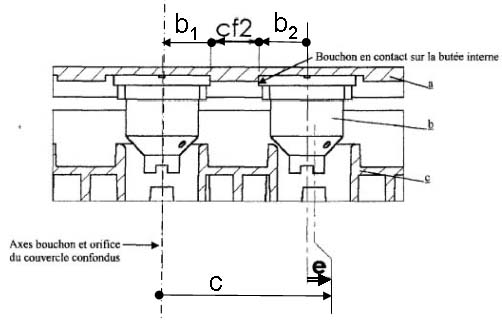 b1 cf2 b2
Bouchon en contact sur la butée interne
a
b
c
Axes bouchon et orifice
du couvercle confondus
e
C